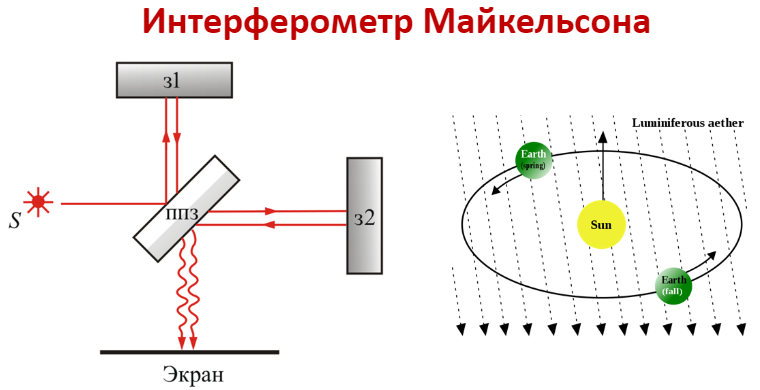 Интерферометр Майкельсона
з1
S
ппз
з2
Экран
Luminiferous aether
Earth
(spring)
Sun
Earth
(fall)